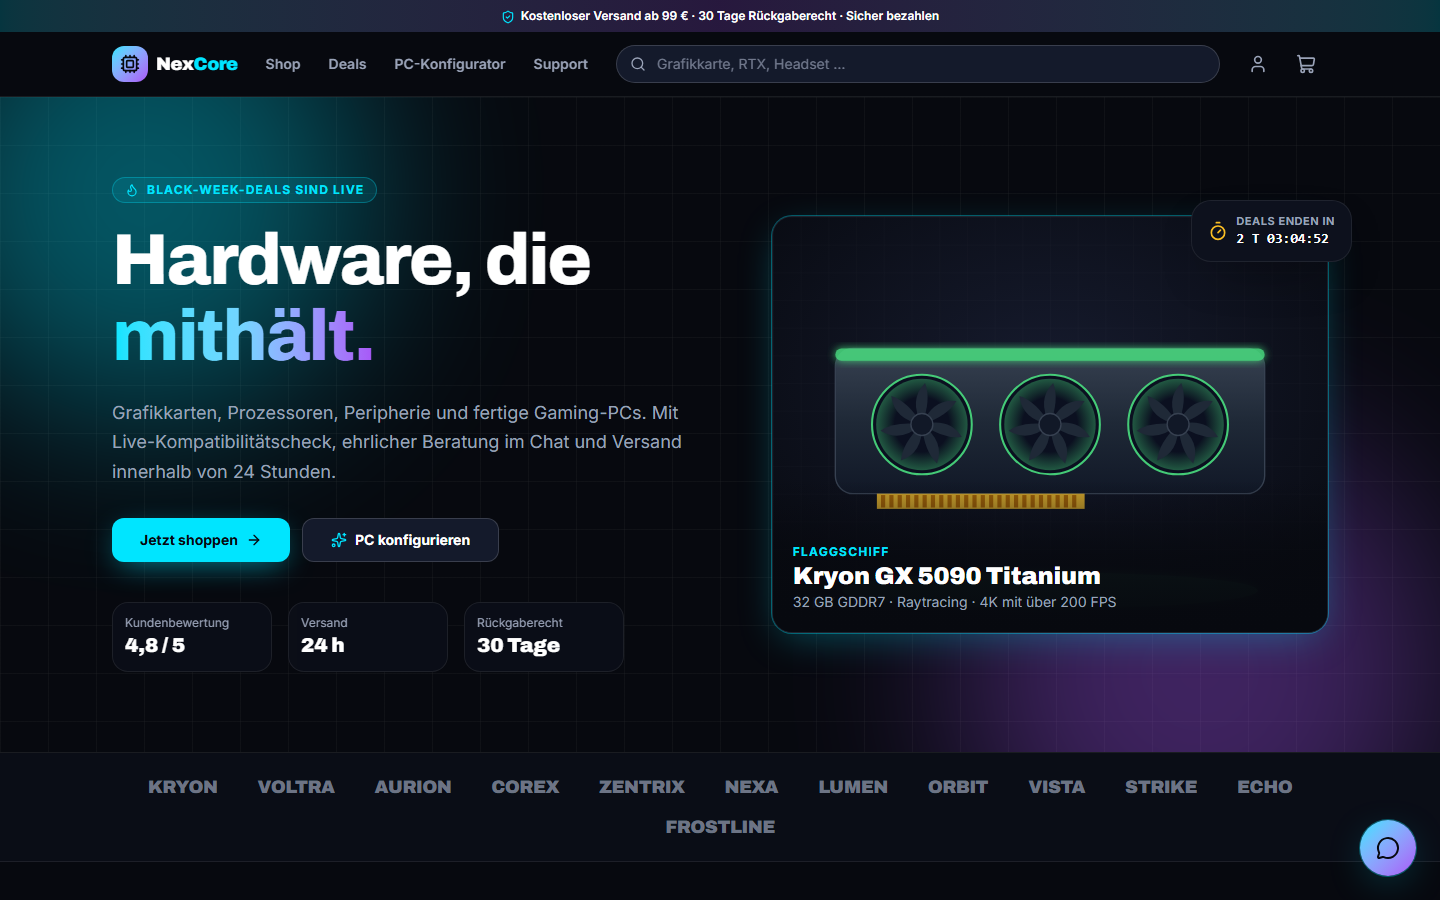 Kostenloser Versand ab 99 € · 30 Tage Rückgaberecht · Sicher bezahlen
NexCore
Shop
Deals
PC-Konfigurator
Support
Grafikkarte, RTX, Headset ...
BLACK-WEEK-DEALS SIND LIVE
Hardware, die
mithält.
Grafikkarten, Prozessoren, Peripherie und fertige Gaming-PCs. Mit
Live-Kompatibilitätscheck, ehrlicher Beratung im Chat und Versand
innerhalb von 24 Stunden.
Jetzt shoppen
PC konfigurieren
Kundenbewertung
4,8 / 5
Versand
24 h
Rückgaberecht
30 Tage
DEALS ENDEN IN
2 T 03:04:52
FLAGGSCHIFF
Kryon GX 5090 Titanium
32 GB GDDR7 · Raytracing · 4K mit über 200 FPS
KRYON
VOLTRA
AURION
COREX
ZENTRIX
NEXA
LUMEN
ORBIT
VISTA
STRIKE
ECHO
FROSTLINE